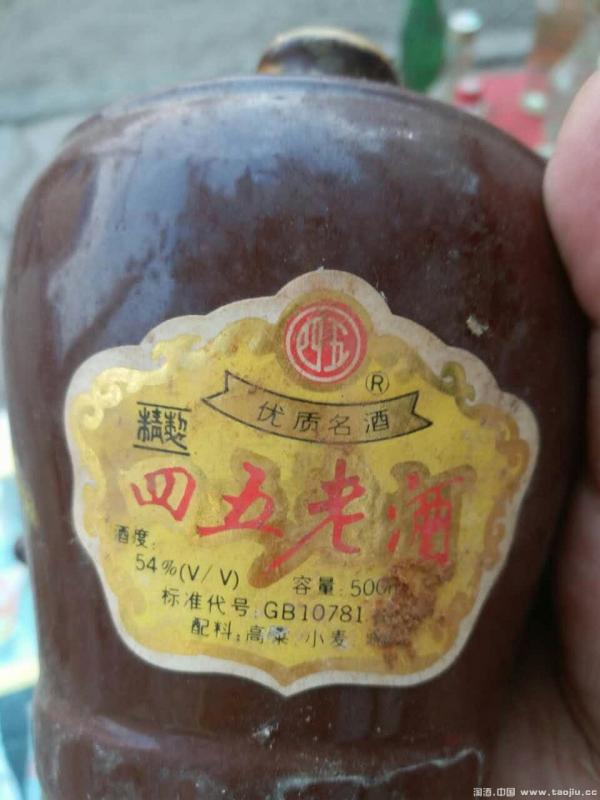 四五
®
优质名酒
精製
四五老酒
酒度:
54%(V/V) 容量:500
标准代号:GB10781
配料:高粱 小麦
淘酒.中国 www.taojiu.cc